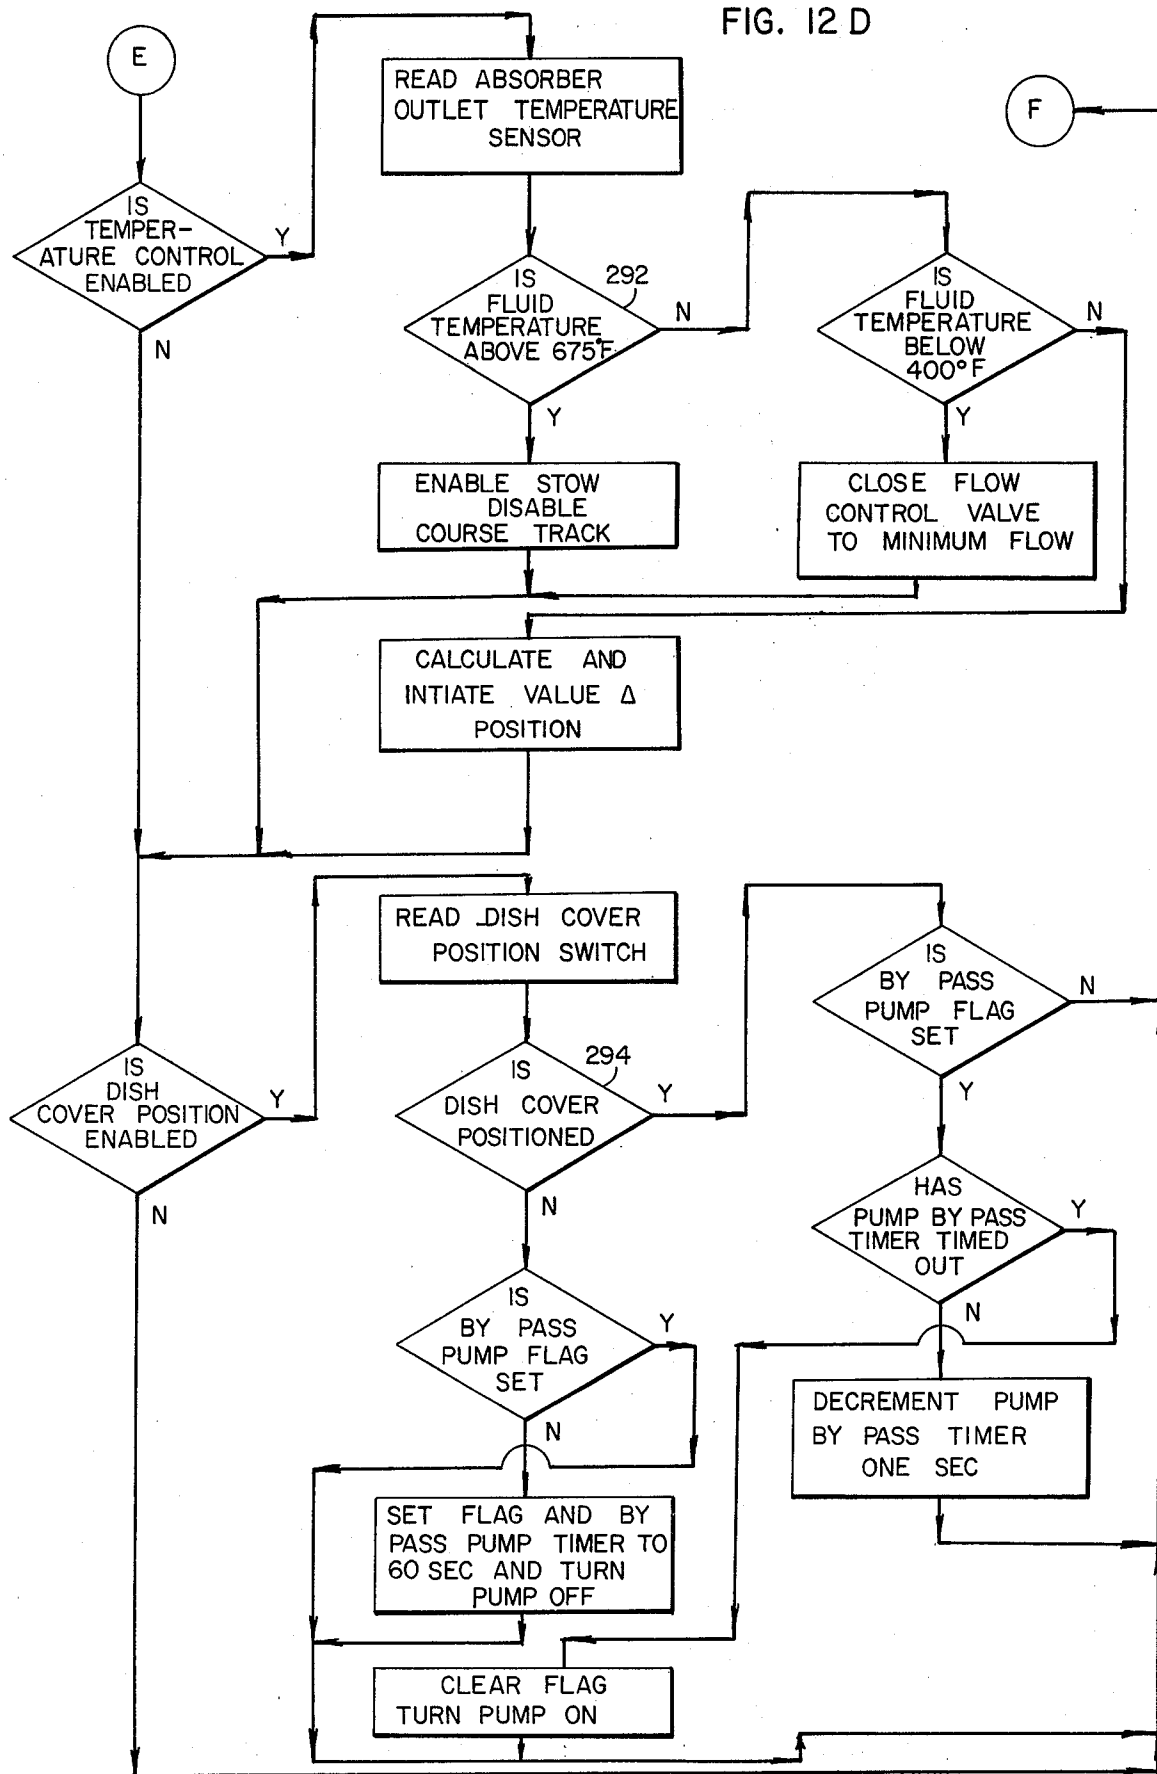 FIG. 12 D
E
READ ABSORBER
OUTLET TEMPERATURE
SENSOR
F
IS
TEMPER-
ATURE CONTROL
ENABLED
Y
N
292
IS
FLUID
TEMPERATURE
ABOVE 675°F
N
Y
IS
FLUID
TEMPERATURE
BELOW
400°F
N
Y
ENABLE STOW
DISABLE
COURSE TRACK
CLOSE FLOW
CONTROL VALVE
TO MINIMUM FLOW
CALCULATE AND
INTIATE VALUE Δ
POSITION
READ DISH COVER
POSITION SWITCH
IS
BY PASS
PUMP FLAG
SET
N
Y
IS
DISH
COVER POSITION
ENABLED
Y
N
294
IS
DISH COVER
POSITIONED
Y
N
HAS
PUMP BY PASS
TIMER TIMED
OUT
Y
N
IS
BY PASS
PUMP FLAG
SET
Y
N
DECREMENT PUMP
BY PASS TIMER
ONE SEC
SET FLAG AND BY
PASS PUMP TIMER TO
60 SEC AND TURN
PUMP OFF
CLEAR FLAG
TURN PUMP ON